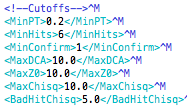 <!--Cutoffs-->^M
<MinPT>0.2</MinPT>^M
<MinHits>6</MinHits>^M
<MinConfirm>1</MinConfirm>^M
<MaxDCA>10.0</MaxDCA>^M
<MaxZ0>10.0</MaxZ0>^M
<MaxChisq>10.0</MaxChisq>^M
<BadHitChisq>5.0</BadHitChisq>^M